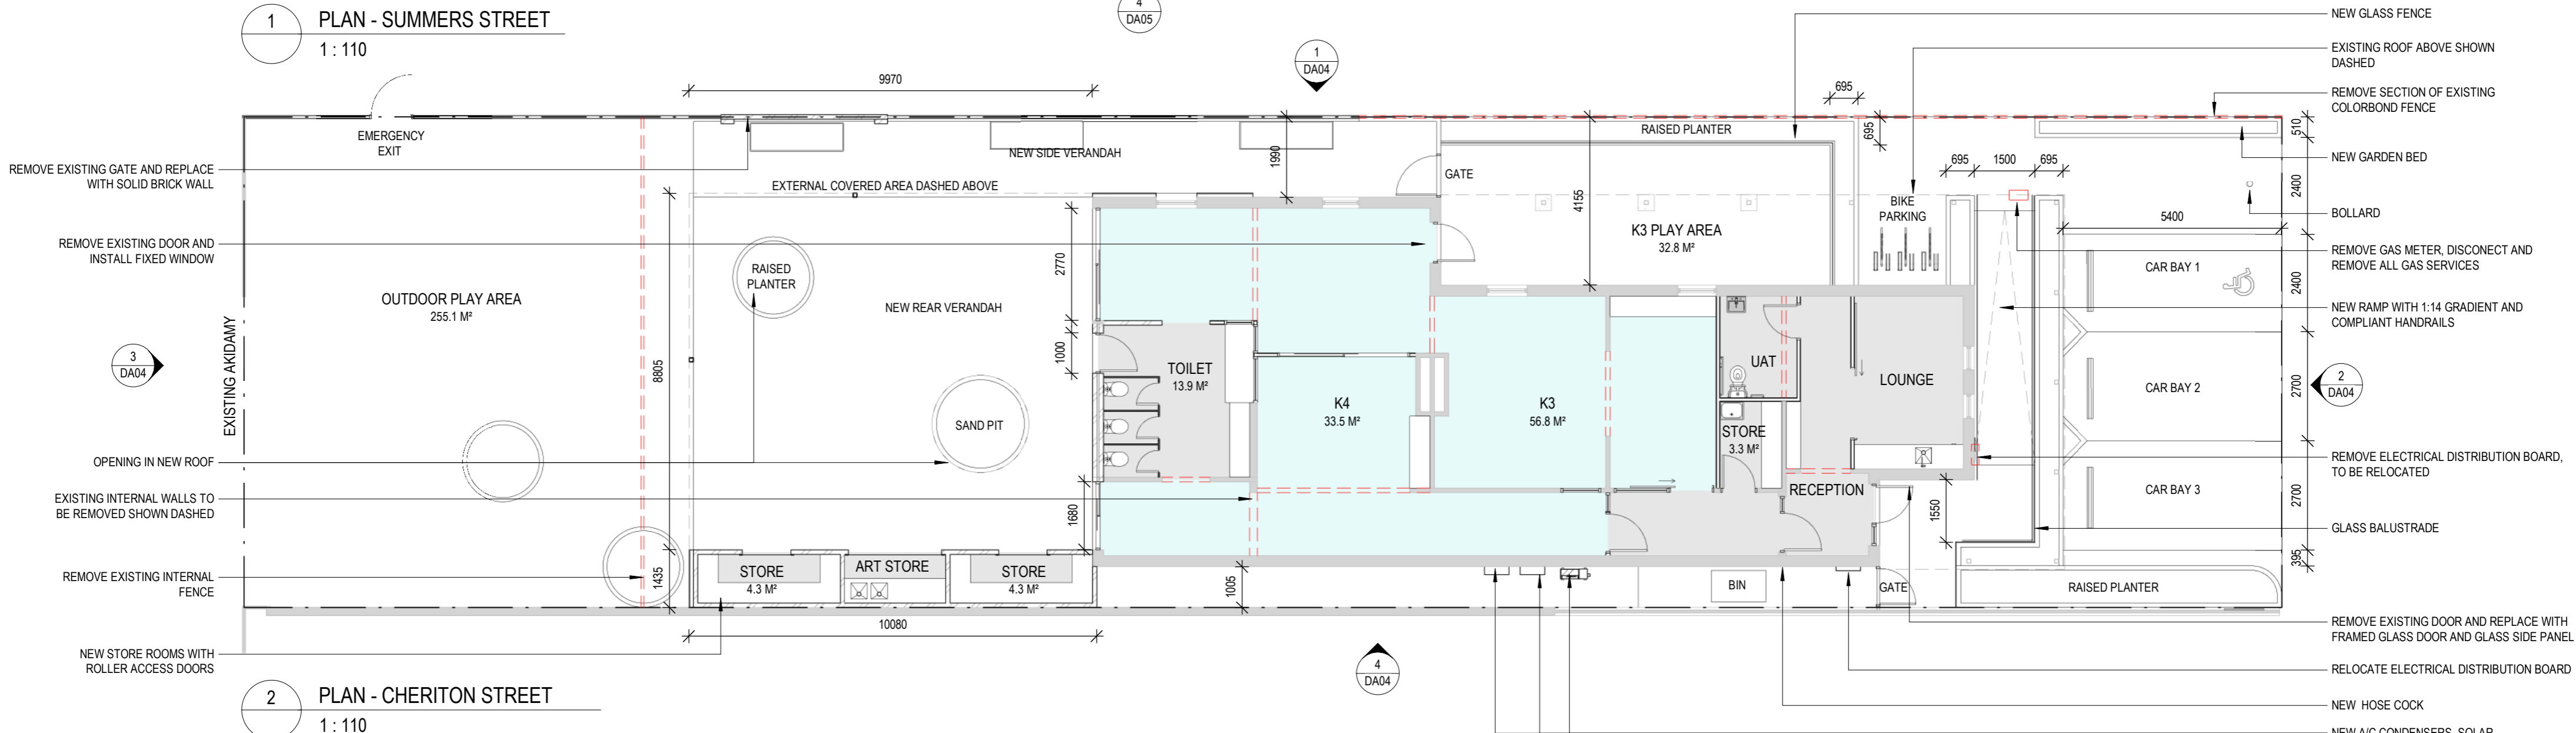 1
PLAN - SUMMERS STREET
1 : 110
4
DA05
1
DA04
NEW GLASS FENCE
EXISTING ROOF ABOVE SHOWN
DASHED
REMOVE SECTION OF EXISTING
COLORBOND FENCE
NEW GARDEN BED
BOLLARD
REMOVE GAS METER, DISCONECT AND
REMOVE ALL GAS SERVICES
NEW RAMP WITH 1:14 GRADIENT AND
COMPLIANT HANDRAILS
2
DA04
REMOVE ELECTRICAL DISTRIBUTION BOARD,
TO BE RELOCATED
GLASS BALUSTRADE
REMOVE EXISTING DOOR AND REPLACE WITH
FRAMED GLASS DOOR AND GLASS SIDE PANEL
RELOCATE ELECTRICAL DISTRIBUTION BOARD
NEW HOSE COCK
NEW A/C CONDENSERS, SOLAR
REMOVE EXISTING GATE AND REPLACE
WITH SOLID BRICK WALL
REMOVE EXISTING DOOR AND
INSTALL FIXED WINDOW
3
DA04
OPENING IN NEW ROOF
EXISTING INTERNAL WALLS TO
BE REMOVED SHOWN DASHED
REMOVE EXISTING INTERNAL
FENCE
NEW STORE ROOMS WITH
ROLLER ACCESS DOORS
EXISTING AKIDAMY
EMERGENCY
EXIT
OUTDOOR PLAY AREA
255.1 M²
9970
NEW SIDE VERANDAH
EXTERNAL COVERED AREA DASHED ABOVE
RAISED
PLANTER
NEW REAR VERANDAH
SAND PIT
8805
1435
STORE
4.3 M²
ART STORE
STORE
4.3 M²
10080
1990
2770
1000
1680
1005
TOILET
13.9 M²
K4
33.5 M²
K3
56.8 M²
GATE
RAISED PLANTER
4155
K3 PLAY AREA
32.8 M²
695
695
BIKE
PARKING
UAT
STORE
3.3 M²
LOUNGE
RECEPTION
1550
BIN
GATE
RAISED PLANTER
695
1500
695
5400
CAR BAY 1
CAR BAY 2
CAR BAY 3
510
2400
2400
2700
2700
395
4
DA04
2
PLAN - CHERITON STREET
1 : 110